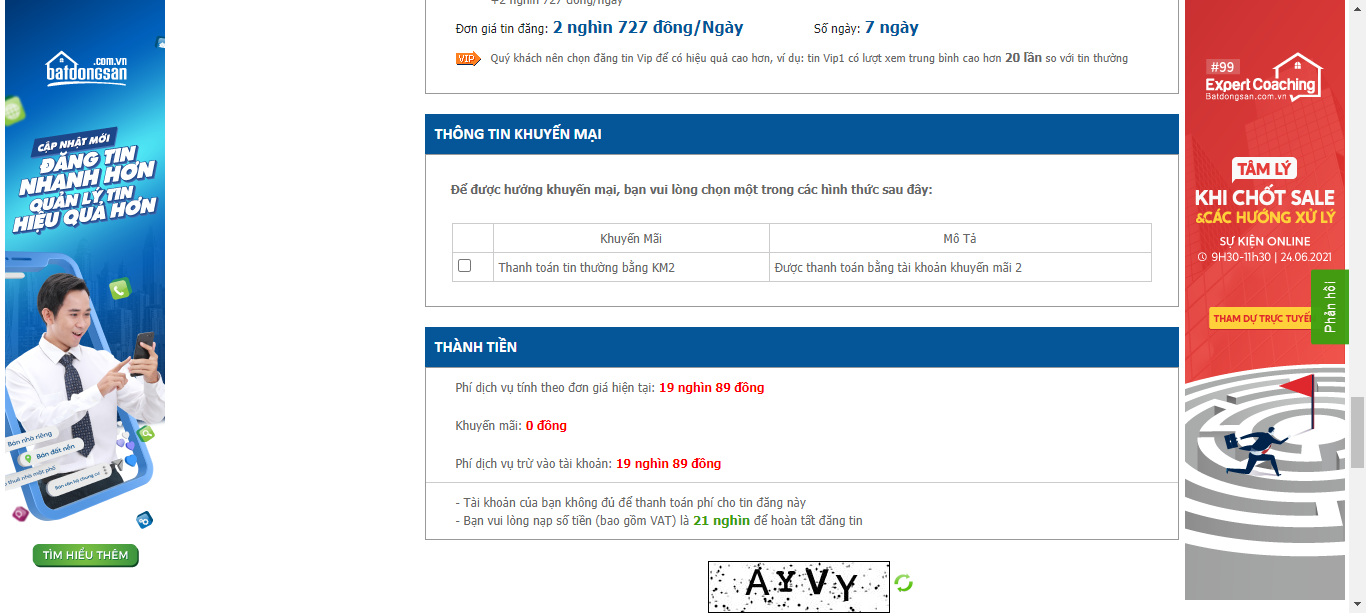 +2 nghìn 727 đồng/ngày
Đơn giá tin đăng: 2 nghìn 727 đồng/Ngày
Số ngày: 7 ngày
VIP Quý khách nên chọn đăng tin Vip để có hiệu quả cao hơn, ví dụ: tin Vip1 có lượt xem trung bình cao hơn 20 lần so với tin thường
THÔNG TIN KHUYẾN MẠI
Để được hưởng khuyến mại, bạn vui lòng chọn một trong các hình thức sau đây:
Khuyến Mãi
Mô Tả
Thanh toán tin thường bằng KM2
Được thanh toán bằng tài khoản khuyến mãi 2
THÀNH TIỀN
Phí dịch vụ tính theo đơn giá hiện tại: 19 nghìn 89 đồng
Khuyến mãi: 0 đồng
Phí dịch vụ trừ vào tài khoản: 19 nghìn 89 đồng
- Tài khoản của bạn không đủ để thanh toán phí cho tin đăng này
- Bạn vui lòng nạp số tiền (bao gồm VAT) là 21 nghìn để hoàn tất đăng tin
AYVY
.com.vn
batdongsan
CẬP NHẬT MỚI
ĐĂNG TIN
NHANH HƠN
QUẢN LÝ TIN
HIỆU QUẢ HƠN
Bán nhà riêng
Bán đất nền
thuê nhà mặt phố
Bán căn hộ chung cư
TÌM HIỂU THÊM
#99
Expert Coaching
Batdongsan.com.vn
TÂM LÝ
KHI CHỐT SALE
&CÁC HƯỚNG XỬ LÝ
SỰ KIỆN ONLINE
9H30-11h30 | 24.06.2021
THAM DỰ TRỰC TUYẾN
Phản hồi